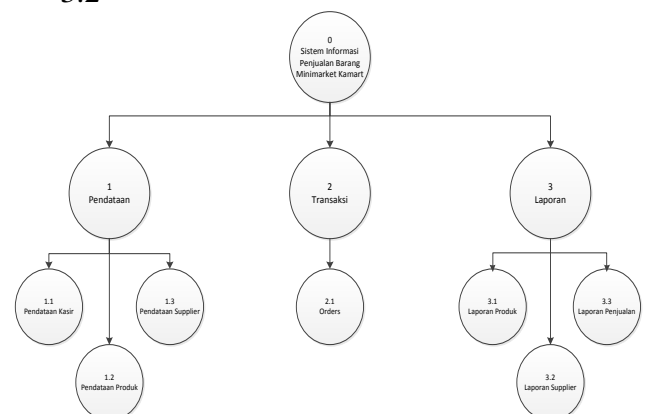 3.2
0
Sistem Informasi
Penjualan Barang
Minimarket Kamart
1
Pendataan
2
Transaksi
3
Laporan
1.1
Pendataan Kasir
1.3
Pendataan Supplier
2.1
Orders
3.1
Laporan Produk
3.3
Laporan Penjualan
1.2
Pendataan Produk
3.2
Laporan Supplier